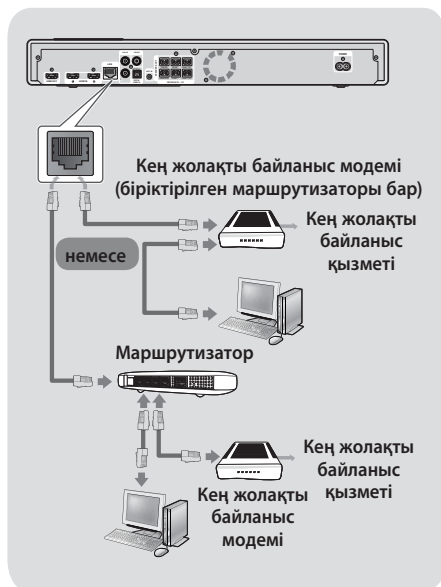 Кең жолақты байланыс модемі
(біріктірілген маршрутизаторы бар)
Кең жолақты
байланыс
қызметі
немесе
Маршрутизатор
Кең жолақты
байланыс
қызметі
Кең жолақты
байланыс
модемі